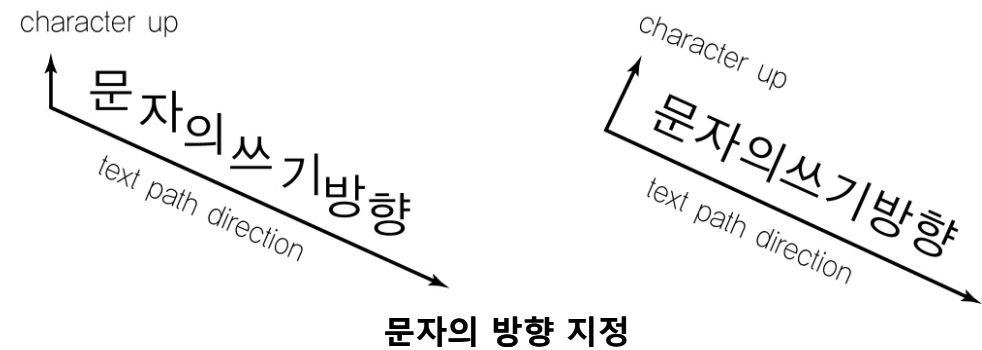 character up
문자의쓰기방향
text path direction
character up
문자의쓰기방향
text path direction
문자의 방향 지정